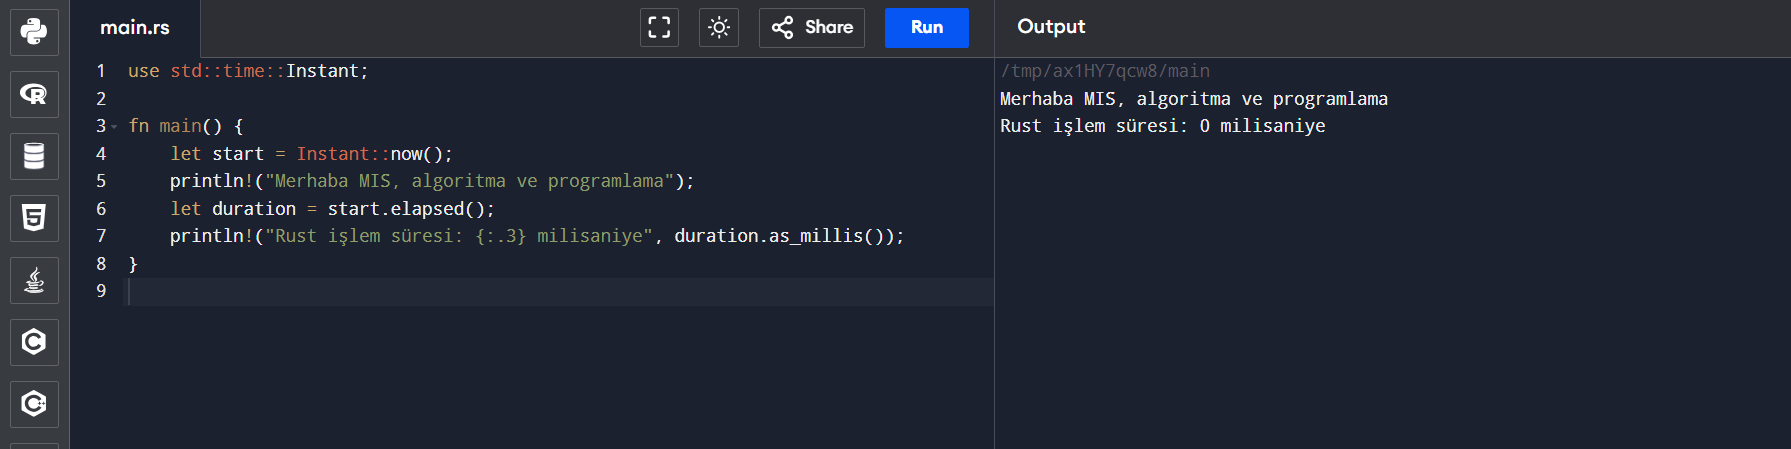 main.rs
Share
Run
Output
1 use std::time::Instant;
2
3 fn main() {
4     let start = Instant::now();
5     println!("Merhaba MIS, algoritma ve programlama");
6     let duration = start.elapsed();
7     println!("Rust işlem süresi: {:.3} milisaniye", duration.as_millis());
8 }
9
/tmp/ax1HY7qcw8/main
Merhaba MIS, algoritma ve programlama
Rust işlem süresi: 0 milisaniye